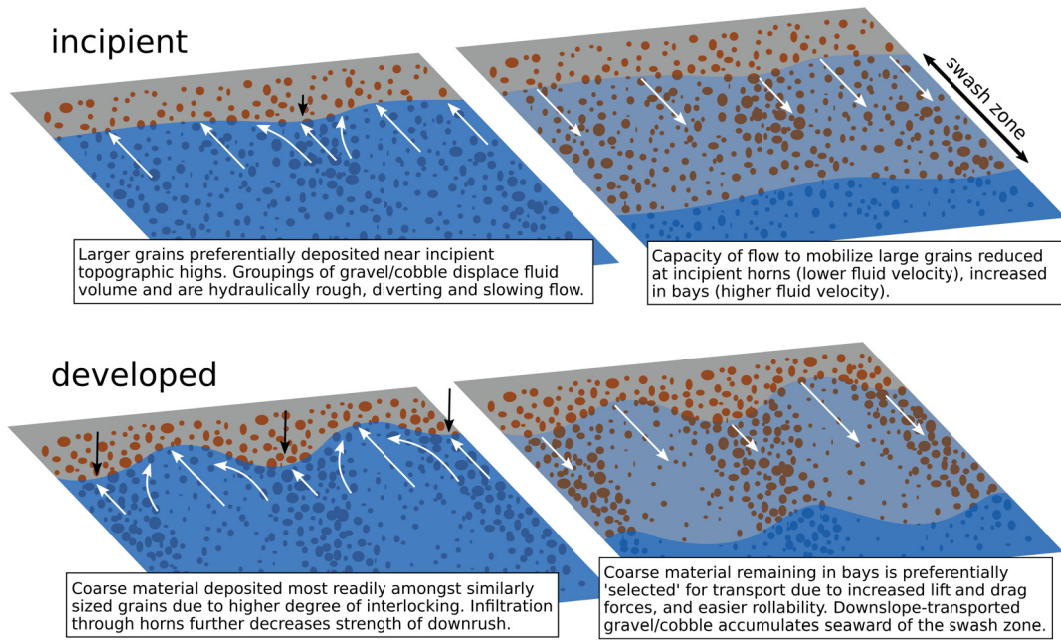 incipient
swash zone
Larger grains preferentially deposited near incipient
topographic highs. Groupings of gravel/cobble displace fluid
volume and are hydraulically rough, diverting and slowing flow.
Capacity of flow to mobilize large grains reduced
at incipient horns (lower fluid velocity), increased
in bays (higher fluid velocity).
developed
Coarse material deposited most readily amongst similarly
sized grains due to higher degree of interlocking. Infiltration
through horns further decreases strength of downrush.
Coarse material remaining in bays is preferentially
'selected' for transport due to increased lift and drag
forces, and easier rollability. Downslope-transported
gravel/cobble accumulates seaward of the swash zone.